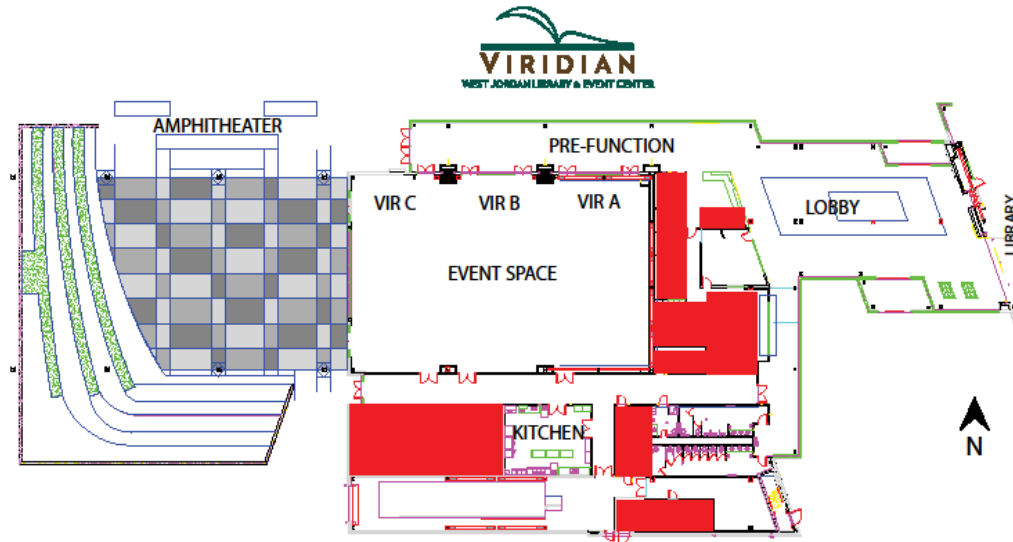 VIRIDIAN
WEST JORDAN LIBRARY & EVENT CENTER
AMPHITHEATER
PRE-FUNCTION
VIR C
VIR B
VIR A
LOBBY
LIBRARY
EVENT SPACE
KITCHEN
N